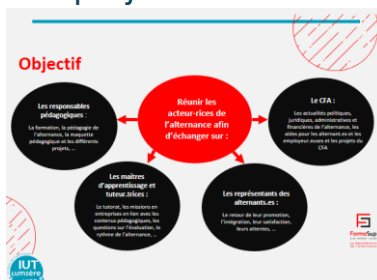 Objectif
Les responsables
pédagogiques :
La formation, la pédagogie de
l'alternance, la maquette
pédagogique et les différents
projets, ...
Réunir les
acteur·rices de
l'alternance afin
d'échanger sur :
Le CFA :
Les actualités politiques,
juridiques, administratives et
financières de l'alternance, les
aides pour les alternant.es et les
employeur.euses et les projets du
CFA
Les maîtres
d'apprentissage et
tuteur.trices :
Le tutorat, les missions en
entreprises en lien avec les
contenus pédagogiques, les
questions sur l'évaluation, le
rythme de l'alternance, ...
Les représentants des
alternants.es :
Le retour de leur promotion,
l'intégration, leur satisfaction,
leurs attentes, ...
FormaSup
IUT
Lumière